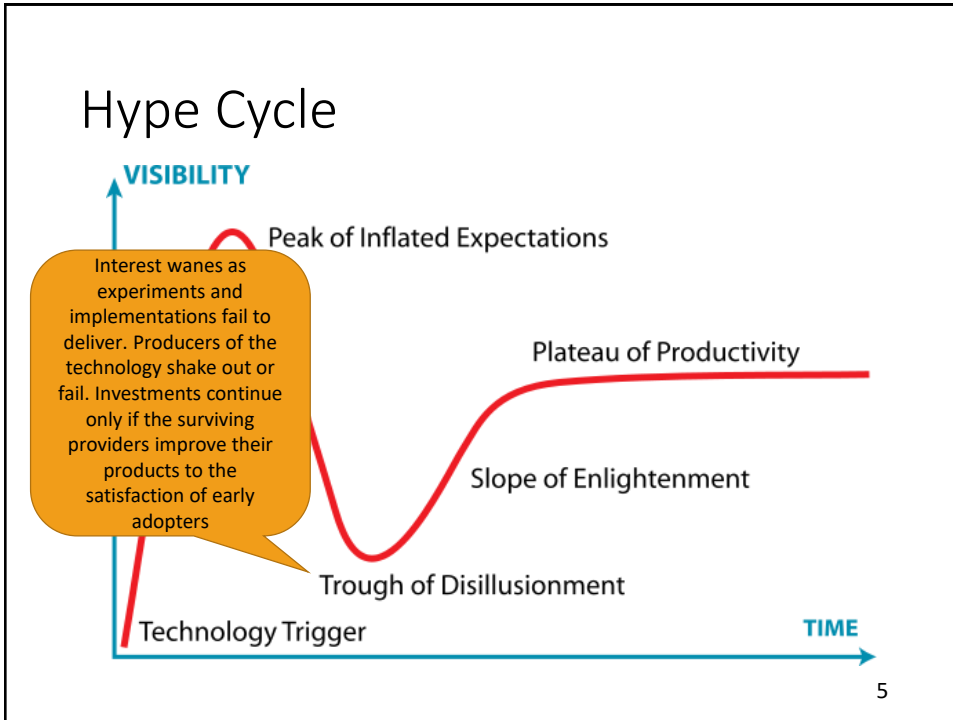 Hype Cycle
VISIBILITY
Peak of Inflated Expectations
Interest wanes as
experiments and
implementations fail to
deliver. Producers of the
technology shake out or
fail. Investments continue
only if the surviving
providers improve their
products to the
satisfaction of early
adopters
Plateau of Productivity
Slope of Enlightenment
Trough of Disillusionment
Technology Trigger
TIME
5